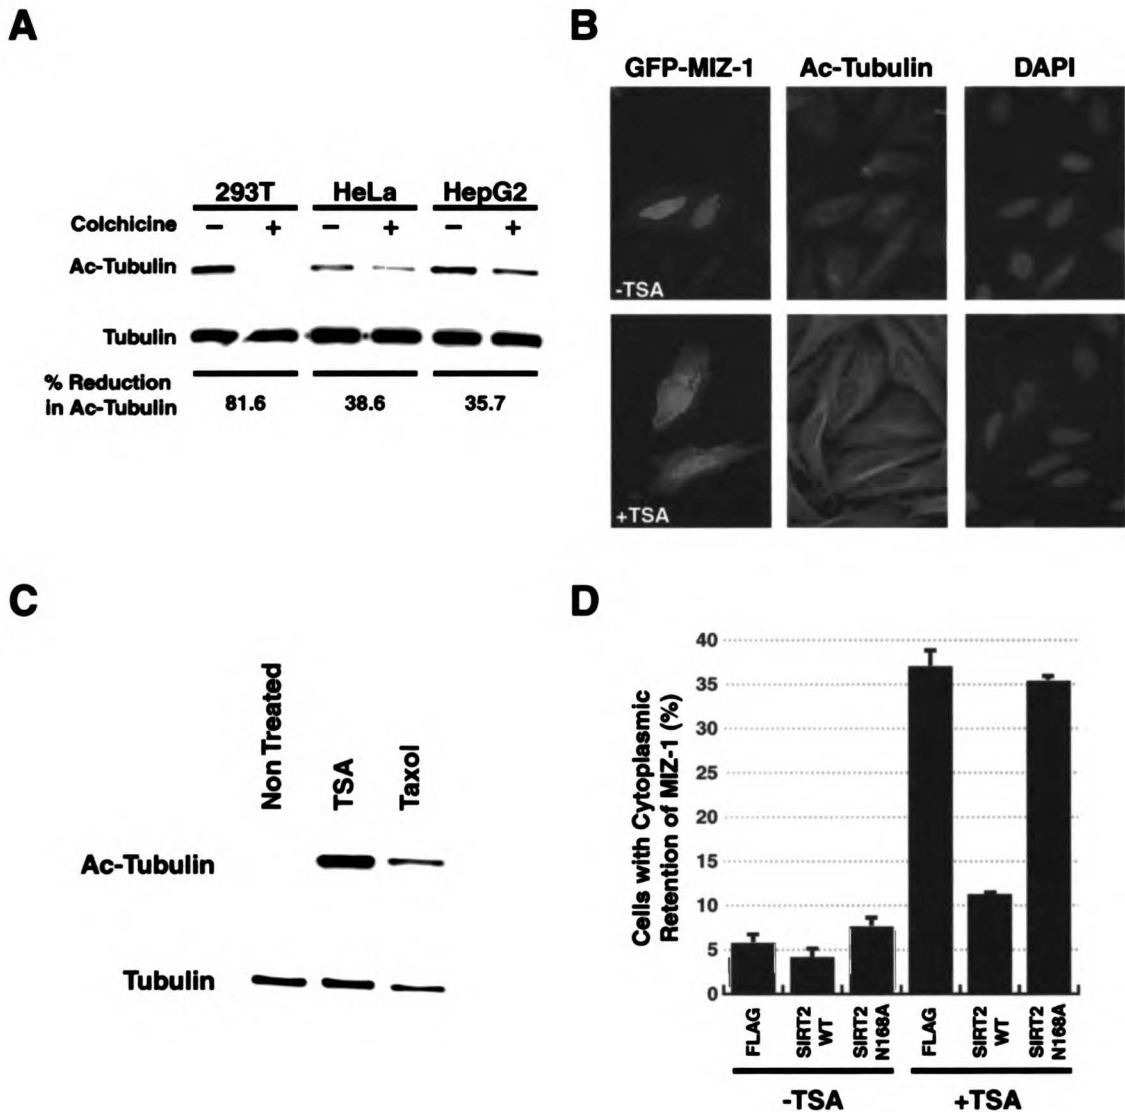 A
293T HeLa HepG2
Colchicine - + - + - +
Ac-Tubulin
Tubulin
% Reduction
in Ac-Tubulin
81.6 38.6 35.7
B
GFP-MIZ-1 Ac-Tubulin DAPI
-TSA
+TSA
C
Non Treated
TSA
Taxol
Ac-Tubulin
Tubulin
D
Cells with Cytoplasmic
Retention of MIZ-1 (%)
40
35
30
25
20
15
10
5
0
FLAG
SIRT2
WT
SIRT2
N168A
FLAG
SIRT2
WT
SIRT2
N168A
-TSA +TSA